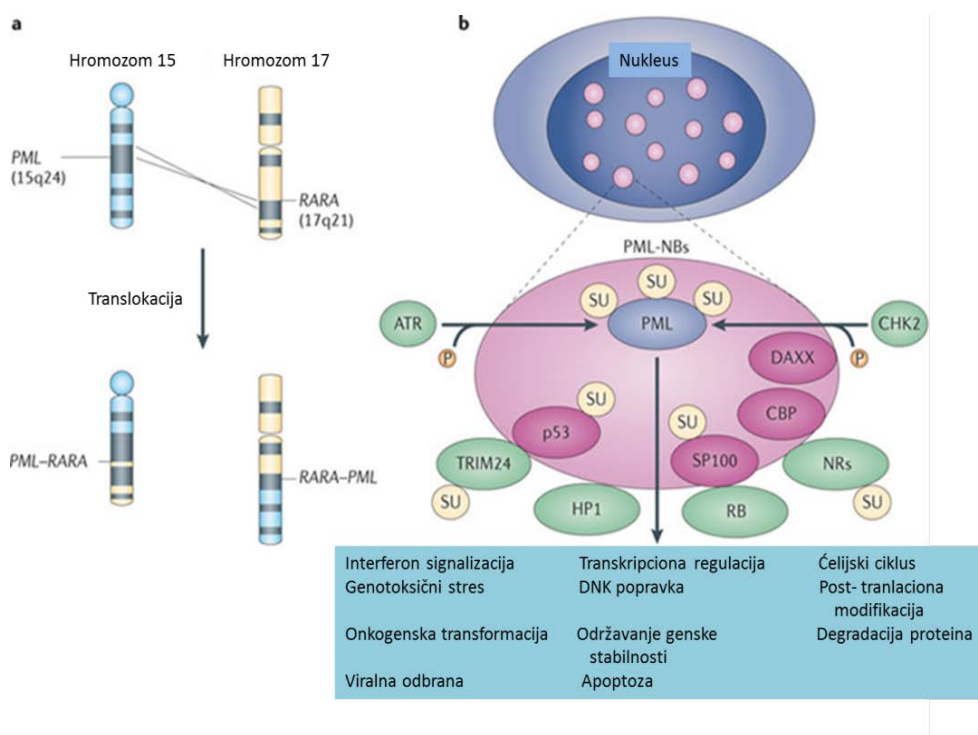 a
Hromozom 15
Hromozom 17
PML
(15q24)
RARA
(17q21)
Translokacija
PML–RARA
RARA–PML
b
Nukleus
PML-NBs
SU
SU
SU
PML
ATR
P
CHK2
P
DAXX
CBP
SU
p53
SU
SP100
TRIM24
SU
NRs
SU
HP1
RB
Interferon signalizacija
Transkripciona regulacija
Ćelijski ciklus
Genotoksični stres
DNK popravka
Post- tranlaciona
modifikacija
Onkogenska transformacija
Održavanje genske
stabilnosti
Degradacija proteina
Viralna odbrana
Apoptoza